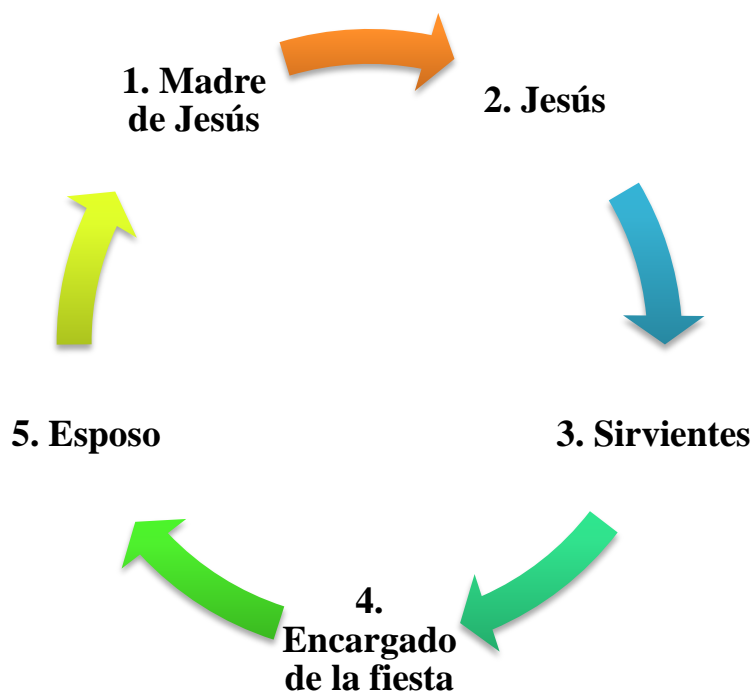 1. Madre
de Jesús
2. Jesús
3. Sirvientes
4.
Encargado
de la fiesta
5. Esposo